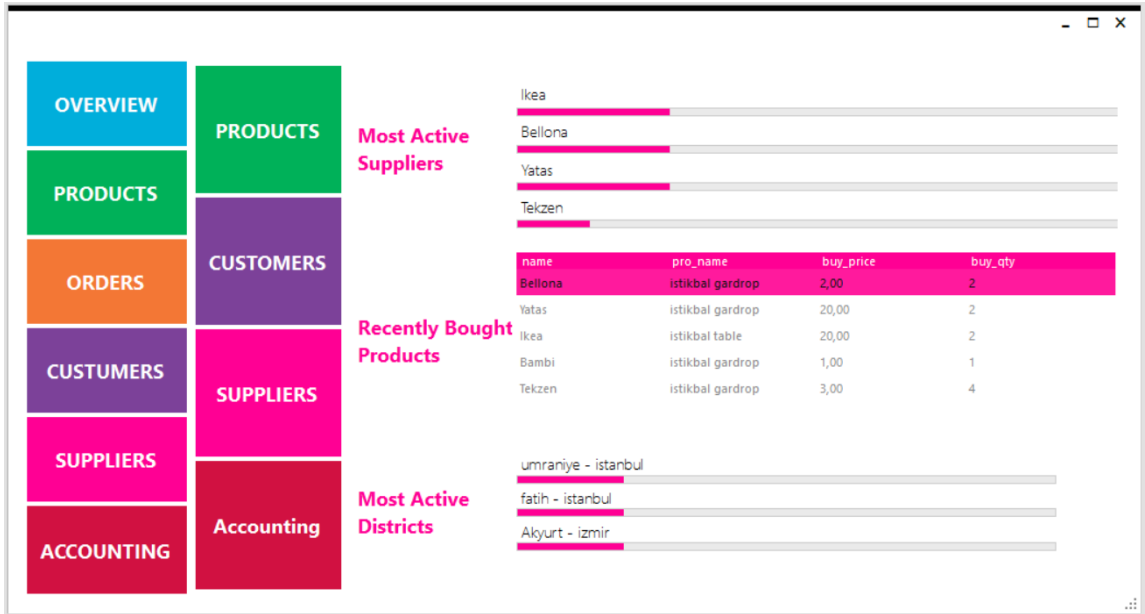 OVERVIEW
PRODUCTS
ORDERS
CUSTUMERS
SUPPLIERS
ACCOUNTING
PRODUCTS
CUSTOMERS
SUPPLIERS
Accounting
Most Active
Suppliers
Ikea
Bellona
Yatas
Tekzen
Recently Bought
Products
name pro_name buy_price buy_qty
Bellona istikbal gardrop 2,00 2
Yatas istikbal gardrop 20,00 2
Ikea istikbal table 20,00 2
Bambi istikbal gardrop 1,00 1
Tekzen istikbal gardrop 3,00 4
Most Active
Districts
umraniye - istanbul
fatih - istanbul
Akyurt - izmir